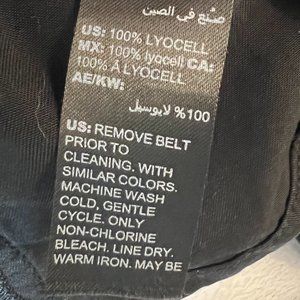 صنع في الصين
US: 100% LYOCELL
MX: 100% lyocell CA:
100% A LYOCELL
AE/KW:
100% لايوسيل
US: REMOVE BELT
PRIOR TO
CLEANING. WITH
SIMILAR COLORS.
MACHINE WASH
COLD, GENTLE
CYCLE. ONLY
NON-CHLORINE
BLEACH. LINE DRY.
WARM IRON. MAY BE